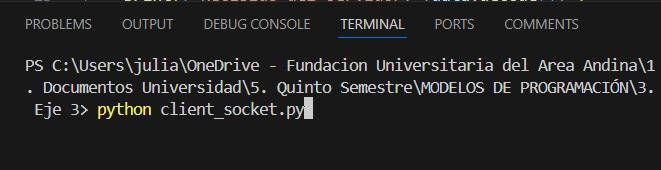 PROBLEMS OUTPUT DEBUG CONSOLE TERMINAL PORTS COMMENTS
PS C:\Users\julia\OneDrive - Fundacion Universitaria del Area Andina\1
. Documentos Universidad\5. Quinto Semestre\MODELOS DE PROGRAMACIÓN\3.
 Eje 3> python client_socket.py